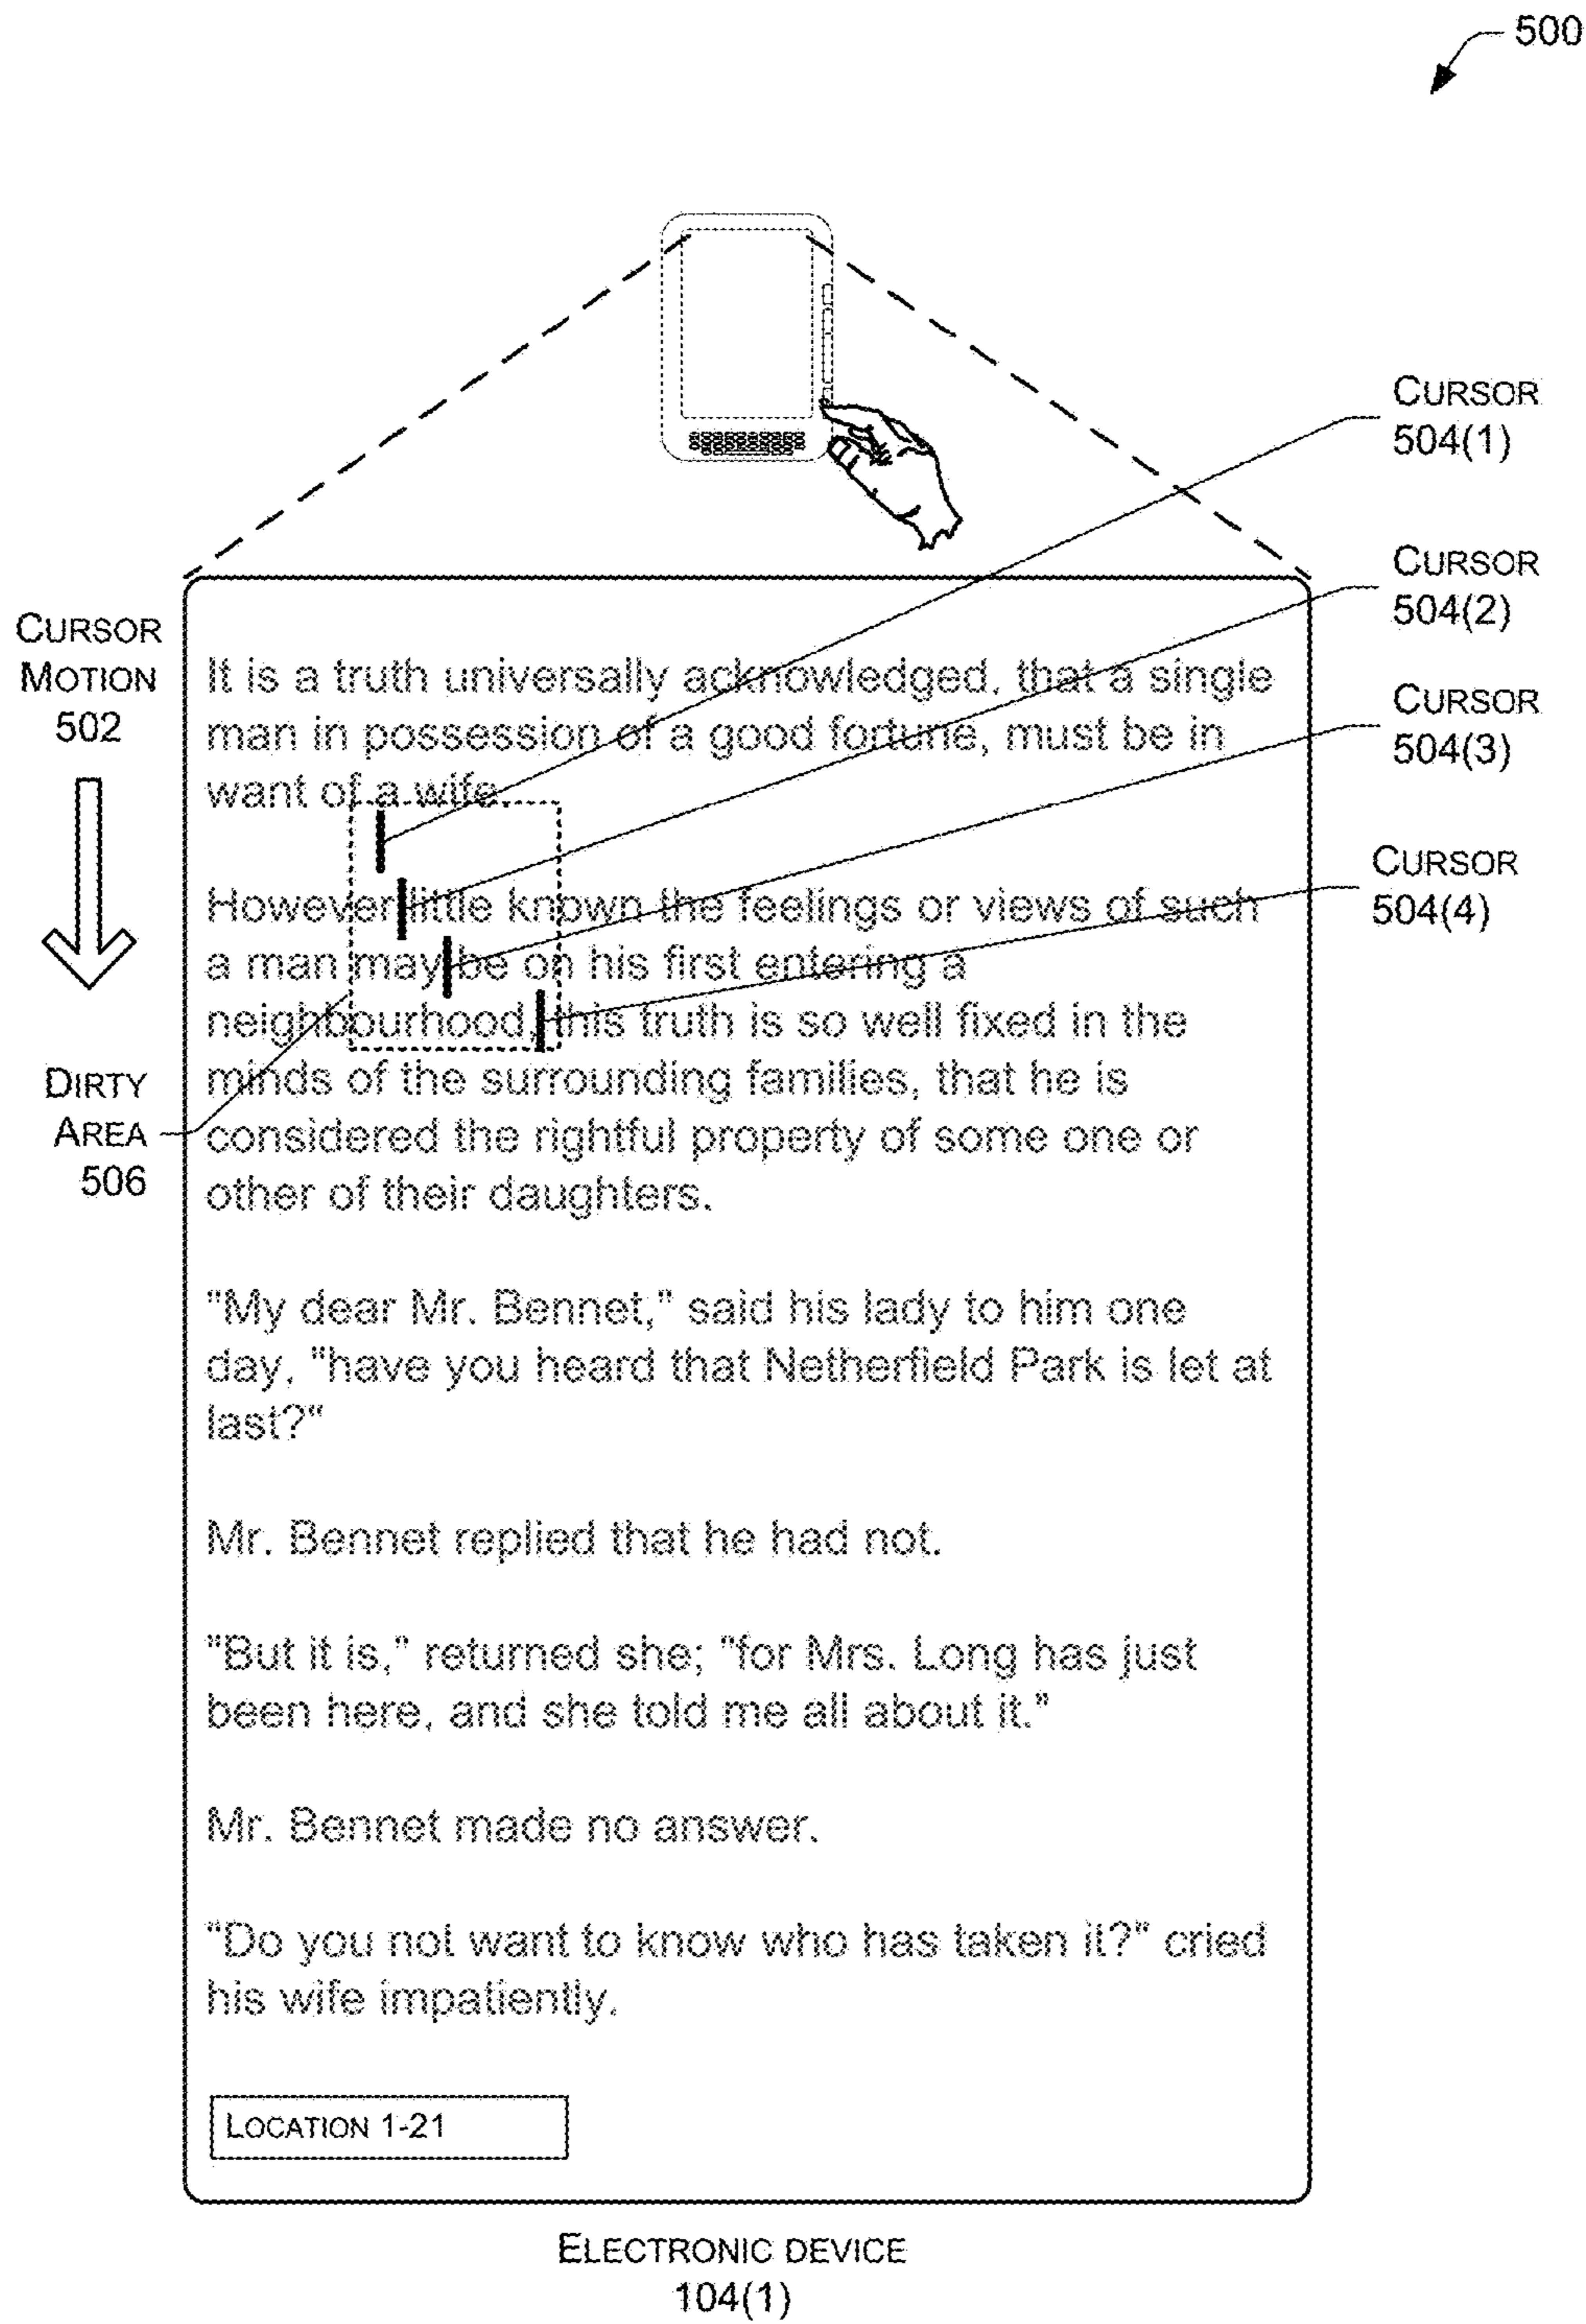 500
CURSOR
504(1)
CURSOR
504(2)
CURSOR
504(3)
CURSOR
504(4)
CURSOR
MOTION
502
DIRTY
AREA
506
It is a truth universally acknowledged, that a single
man in possession of a good fortune, must be in
want of a wife.
However little known the feelings or views of such
a man may be on his first entering a
neighbourhood, this truth is so well fixed in the
minds of the surrounding families, that he is
considered the rightful property of some one or
other of their daughters.
"My dear Mr. Bennet," said his lady to him one
day, "have you heard that Netherfield Park is let at
last?"
Mr. Bennet replied that he had not.
"But it is," returned she; "for Mrs. Long has just
been here, and she told me all about it."
Mr. Bennet made no answer.
"Do you not want to know who has taken it?" cried
his wife impatiently.
LOCATION 1-21
ELECTRONIC DEVICE
104(1)